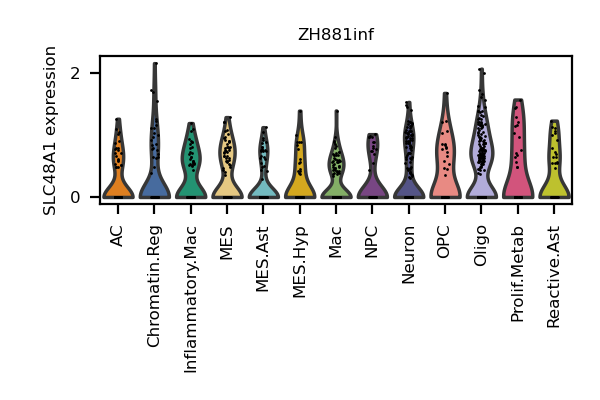 ZH881inf
SLC48A1 expression
2
0
AC
Chromatin.Reg
Inflammatory.Mac
MES
MES.Ast
MES.Hyp
Mac
NPC
Neuron
OPC
Oligo
Prolif.Metab
Reactive.Ast